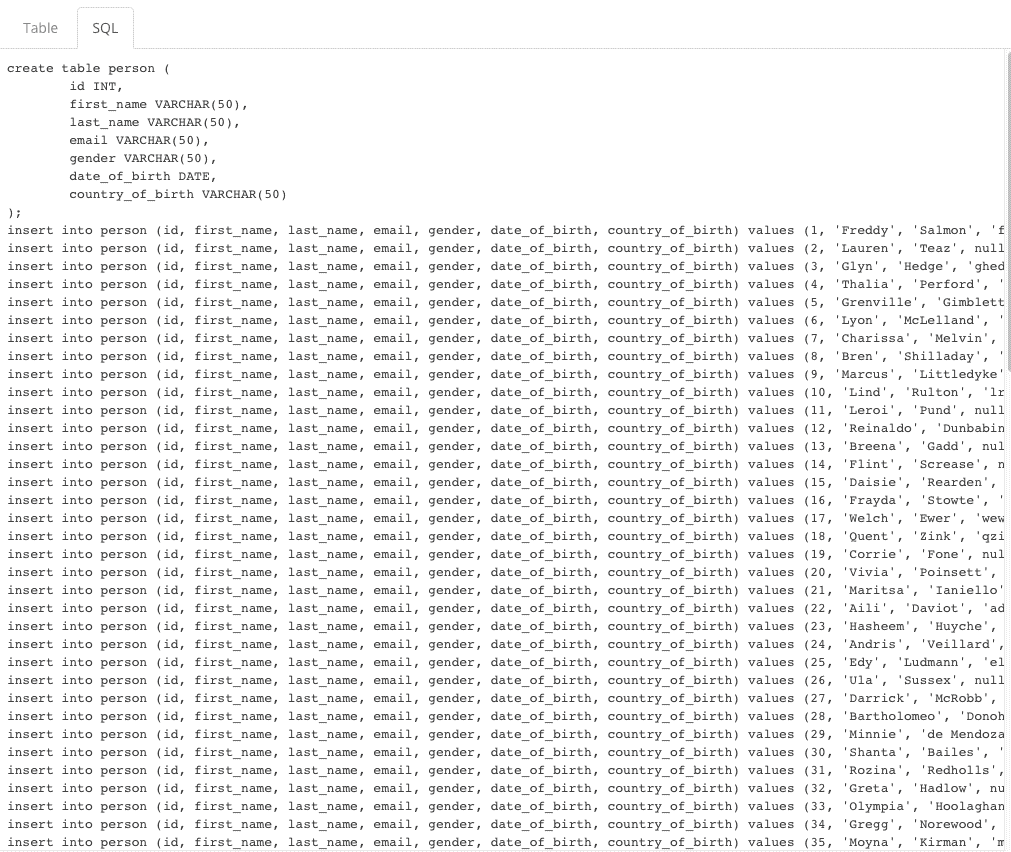 Table SQL
create table person (
id INT,
first_name VARCHAR(50),
last_name VARCHAR(50),
email VARCHAR(50),
gender VARCHAR(50),
date_of_birth DATE,
country_of_birth VARCHAR(50)
);
insert into person (id, first_name, last_name, email, gender, date_of_birth, country_of_birth) values (1, 'Freddy', 'Salmon', 'f
insert into person (id, first_name, last_name, email, gender, date_of_birth, country_of_birth) values (2, 'Lauren', 'Teaz', null
insert into person (id, first_name, last_name, email, gender, date_of_birth, country_of_birth) values (3, 'Glyn', 'Hedge', 'ghed
insert into person (id, first_name, last_name, email, gender, date_of_birth, country_of_birth) values (4, 'Thalia', 'Perford', '
insert into person (id, first_name, last_name, email, gender, date_of_birth, country_of_birth) values (5, 'Grenville', 'Gimblett
insert into person (id, first_name, last_name, email, gender, date_of_birth, country_of_birth) values (6, 'Lyon', 'McLelland', '
insert into person (id, first_name, last_name, email, gender, date_of_birth, country_of_birth) values (7, 'Charissa', 'Melvin', 
insert into person (id, first_name, last_name, email, gender, date_of_birth, country_of_birth) values (8, 'Bren', 'Shilladay', '
insert into person (id, first_name, last_name, email, gender, date_of_birth, country_of_birth) values (9, 'Marcus', 'Littledyke'
insert into person (id, first_name, last_name, email, gender, date_of_birth, country_of_birth) values (10, 'Lind', 'Rulton', 'lr
insert into person (id, first_name, last_name, email, gender, date_of_birth, country_of_birth) values (11, 'Leroi', 'Pund', null
insert into person (id, first_name, last_name, email, gender, date_of_birth, country_of_birth) values (12, 'Reinaldo', 'Dunbabin
insert into person (id, first_name, last_name, email, gender, date_of_birth, country_of_birth) values (13, 'Breena', 'Gadd', nul
insert into person (id, first_name, last_name, email, gender, date_of_birth, country_of_birth) values (14, 'Flint', 'Screase', n
insert into person (id, first_name, last_name, email, gender, date_of_birth, country_of_birth) values (15, 'Daisie', 'Rearden', 
insert into person (id, first_name, last_name, email, gender, date_of_birth, country_of_birth) values (16, 'Frayda', 'Stowte', '
insert into person (id, first_name, last_name, email, gender, date_of_birth, country_of_birth) values (17, 'Welch', 'Ewer', 'wew
insert into person (id, first_name, last_name, email, gender, date_of_birth, country_of_birth) values (18, 'Quent', 'Zink', 'qzi
insert into person (id, first_name, last_name, email, gender, date_of_birth, country_of_birth) values (19, 'Corrie', 'Fone', nul
insert into person (id, first_name, last_name, email, gender, date_of_birth, country_of_birth) values (20, 'Vivia', 'Poinsett', 
insert into person (id, first_name, last_name, email, gender, date_of_birth, country_of_birth) values (21, 'Maritsa', 'Ianiello'
insert into person (id, first_name, last_name, email, gender, date_of_birth, country_of_birth) values (22, 'Aili', 'Daviot', 'ad
insert into person (id, first_name, last_name, email, gender, date_of_birth, country_of_birth) values (23, 'Hasheem', 'Huyche', 
insert into person (id, first_name, last_name, email, gender, date_of_birth, country_of_birth) values (24, 'Andris', 'Veillard',
insert into person (id, first_name, last_name, email, gender, date_of_birth, country_of_birth) values (25, 'Edy', 'Ludmann', 'el
insert into person (id, first_name, last_name, email, gender, date_of_birth, country_of_birth) values (26, 'Ula', 'Sussex', null
insert into person (id, first_name, last_name, email, gender, date_of_birth, country_of_birth) values (27, 'Darrick', 'McRobb', 
insert into person (id, first_name, last_name, email, gender, date_of_birth, country_of_birth) values (28, 'Bartholomeo', 'Donoh
insert into person (id, first_name, last_name, email, gender, date_of_birth, country_of_birth) values (29, 'Minnie', 'de Mendoza
insert into person (id, first_name, last_name, email, gender, date_of_birth, country_of_birth) values (30, 'Shanta', 'Bailes', '
insert into person (id, first_name, last_name, email, gender, date_of_birth, country_of_birth) values (31, 'Rozina', 'Redholls',
insert into person (id, first_name, last_name, email, gender, date_of_birth, country_of_birth) values (32, 'Greta', 'Hadlow', nu
insert into person (id, first_name, last_name, email, gender, date_of_birth, country_of_birth) values (33, 'Olympia', 'Hoolaghan
insert into person (id, first_name, last_name, email, gender, date_of_birth, country_of_birth) values (34, 'Gregg', 'Norewood', 
insert into person (id, first_name, last_name, email, gender, date_of_birth, country_of_birth) values (35, 'Moyna', 'Kirman', 'm